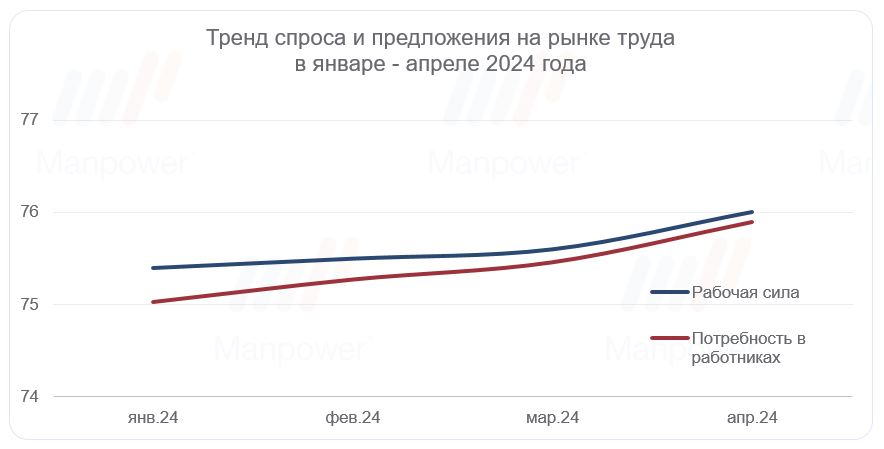 Тренд спроса и предложения на рынке труда
в январе - апреле 2024 года
77
Manpower
Manpower
Man
76
75
Рабочая сила
Потребность в
работниках
Manpower
Manpower
74
янв.24
фев.24
мар.24
апр.24